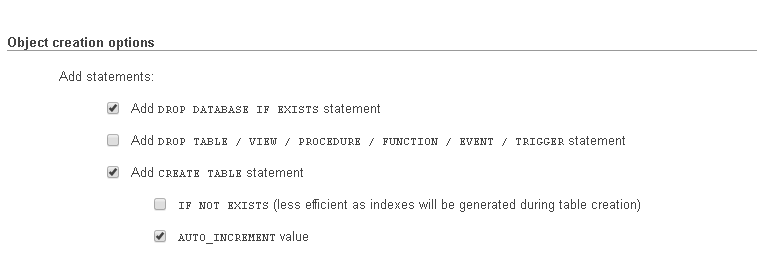 Object creation options
Add statements:
Add DROP DATABASE IF EXISTS statement
Add DROP TABLE / VIEW / PROCEDURE / FUNCTION / EVENT / TRIGGER statement
Add CREATE TABLE statement
IF NOT EXISTS (less efficient as indexes will be generated during table creation)
AUTO_INCREMENT value